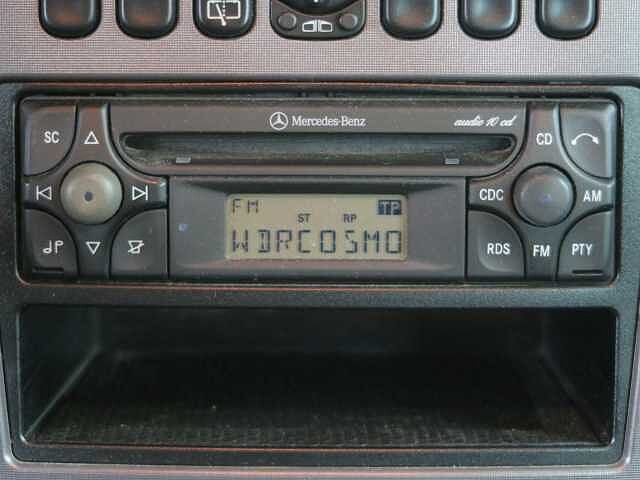 Mercedes-Benz audio 10 cd
SC CD
FM TP
ST RP
WDRCOSMO
CDC AM
RDS FM PTY